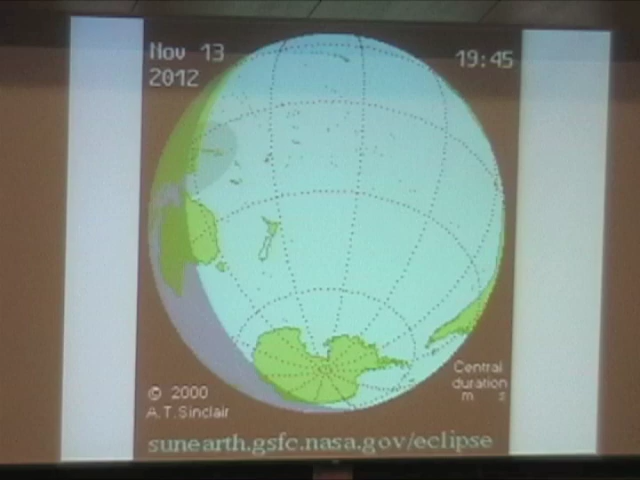 Nov 13
2012
19:45
Central
duration
m s
© 2000
A.T.Sinclair
sunearth.gsfc.nasa.gov/eclipse